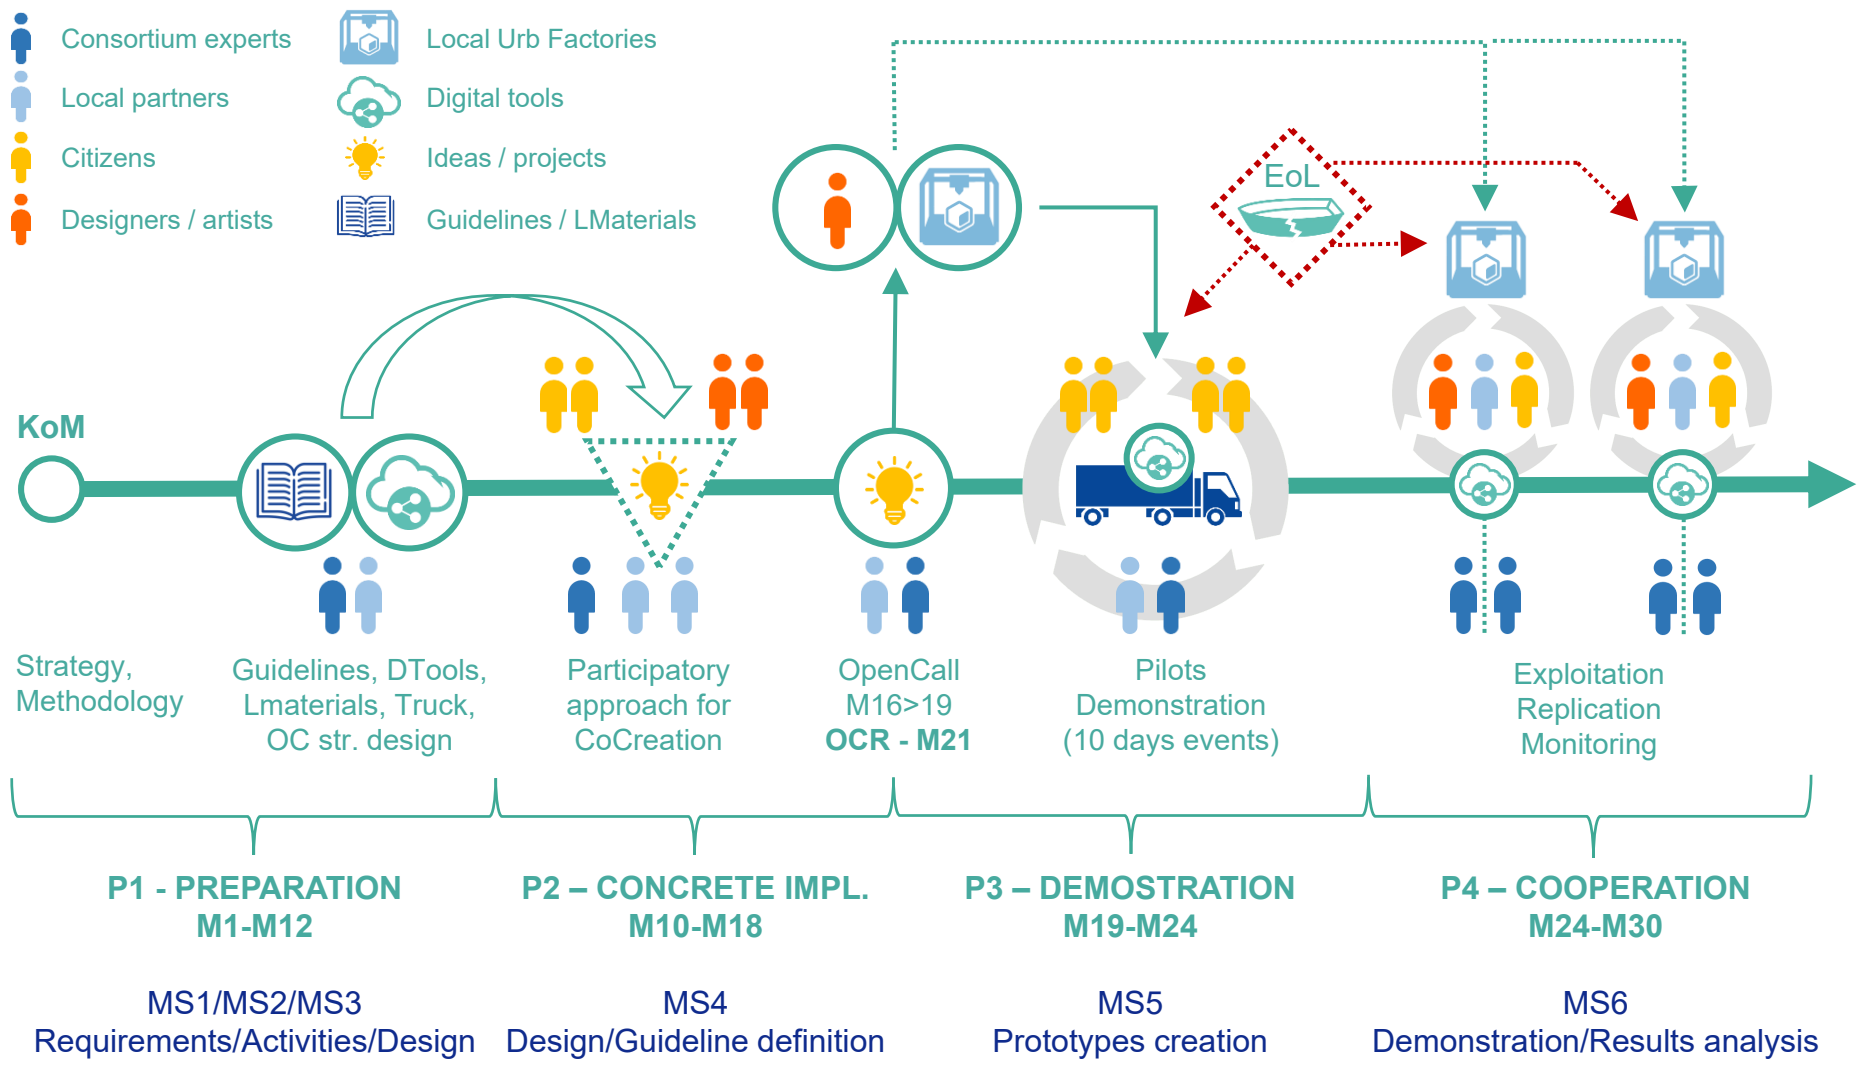 Consortium experts
Local partners
Citizens
Designers / artists
Local Urb Factories
Digital tools
Ideas / projects
Guidelines / LMaterials
EoL
KoM
Strategy,
Methodology
Guidelines, DTools,
Lmaterials, Truck,
OC str. design
Participatory
approach for
CoCreation
OpenCall
M16>19
OCR - M21
Pilots
Demonstration
(10 days events)
Exploitation
Replication
Monitoring
P1 - PREPARATION
M1-M12
P2 – CONCRETE IMPL.
M10-M18
P3 – DEMOSTRATION
M19-M24
P4 – COOPERATION
M24-M30
MS1/MS2/MS3
Requirements/Activities/Design
MS4
Design/Guideline definition
MS5
Prototypes creation
MS6
Demonstration/Results analysis